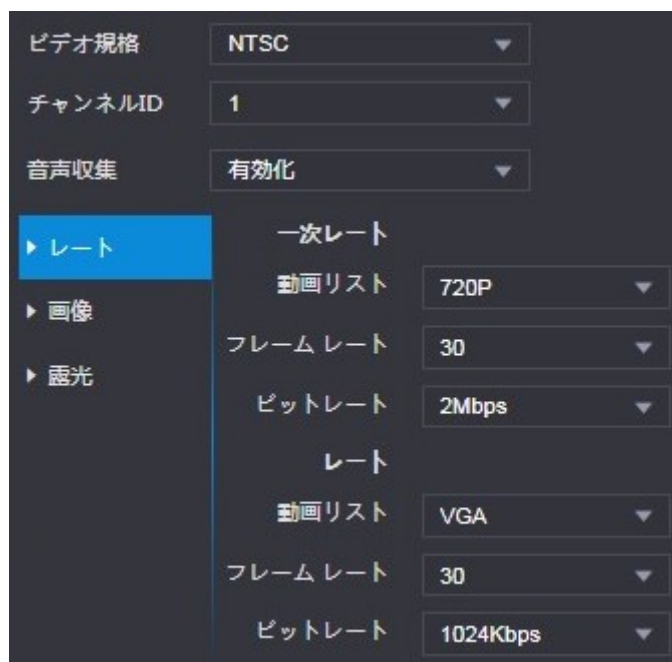 ビデオ規格 NTSC
チャンネルID 1
音声収集 有効化
レート
一次レート
動画リスト 720P
画像
フレーム レート 30
露光
ビットレート 2Mbps
レート
動画リスト VGA
フレーム レート 30
ビットレート 1024Kbps